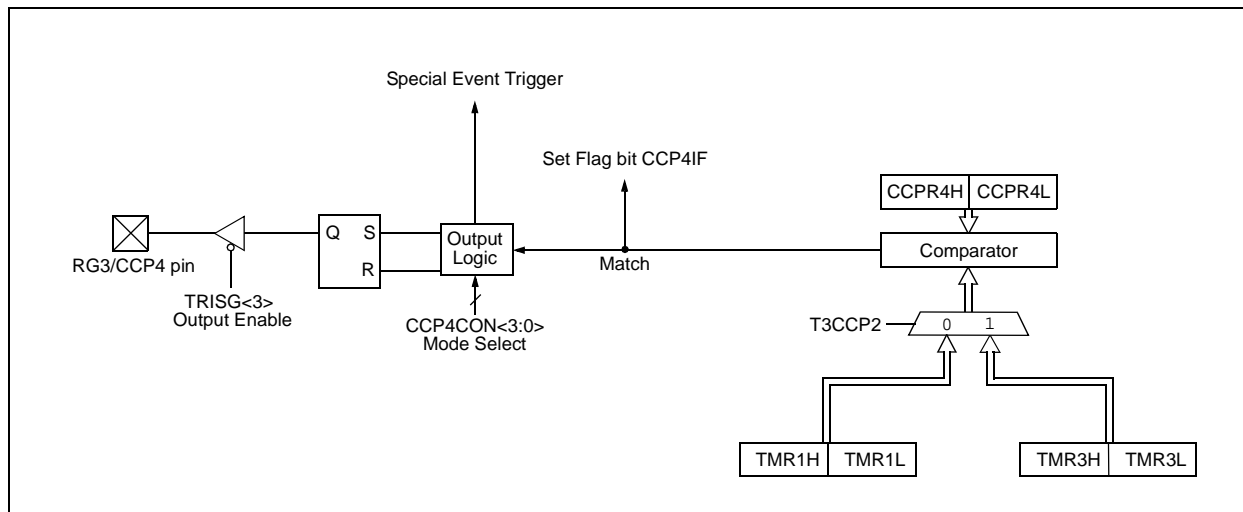 Special Event Trigger
Set Flag bit CCP4IF
CCPR4H CCPR4L
Q S
R
Output
Logic
Comparator
RG3/CCP4 pin
Match
TRISG<3>
Output Enable
CCP4CON<3:0>
Mode Select
T3CCP2
0 1
TMR1H TMR1L
TMR3H TMR3L